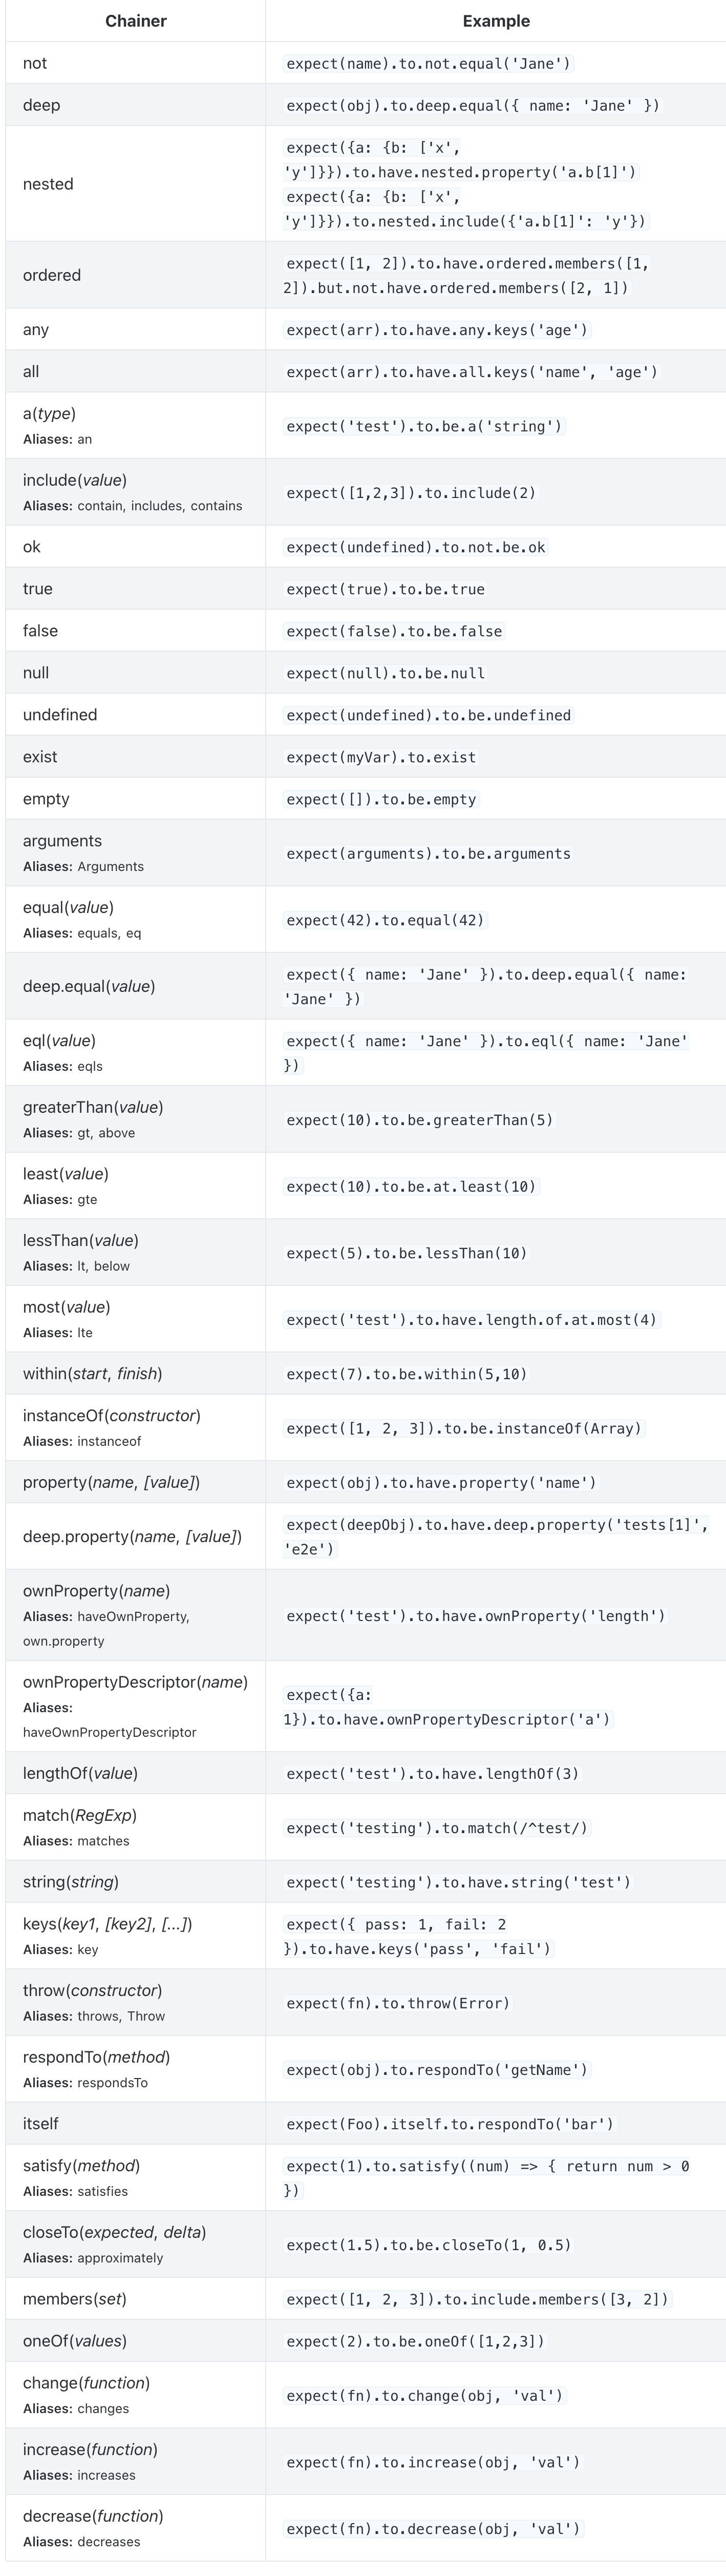 Chainer Example
not expect(name).to.not.equal('Jane')
deep expect(obj).to.deep.equal({ name: 'Jane' })
nested
expect({a: {b: ['x',
'y']}}).to.have.nested.property('a.b[1]')
expect({a: {b: ['x',
'y']}}).to.nested.include({'a.b[1]': 'y'})
ordered
expect([1, 2]).to.have.ordered.members([1,
2]).but.not.have.ordered.members([2, 1])
any expect(arr).to.have.any.keys('age')
all expect(arr).to.have.all.keys('name', 'age')
a(type)
Aliases: an
expect('test').to.be.a('string')
include(value)
Aliases: contain, includes, contains
expect([1,2,3]).to.include(2)
ok expect(undefined).to.not.be.ok
true expect(true).to.be.true
false expect(false).to.be.false
null expect(null).to.be.null
undefined expect(undefined).to.be.undefined
exist expect(myVar).to.exist
empty expect([]).to.be.empty
arguments
Aliases: Arguments
expect(arguments).to.be.arguments
equal(value)
Aliases: equals, eq
expect(42).to.equal(42)
deep.equal(value)
expect({ name: 'Jane' }).to.deep.equal({ name:
'Jane' })
eql(value)
Aliases: eqls
expect({ name: 'Jane' }).to.eql({ name: 'Jane'
})
greaterThan(value)
Aliases: gt, above
expect(10).to.be.greaterThan(5)
least(value)
Aliases: gte
expect(10).to.be.at.least(10)
lessThan(value)
Aliases: lt, below
expect(5).to.be.lessThan(10)
most(value)
Aliases: lte
expect('test').to.have.length.of.at.most(4)
within(start, finish) expect(7).to.be.within(5,10)
instanceOf(constructor)
Aliases: instanceof
expect([1, 2, 3]).to.be.instanceOf(Array)
property(name, [value]) expect(obj).to.have.property('name')
deep.property(name, [value])
expect(deepObj).to.have.deep.property('tests[1]',
'e2e')
ownProperty(name)
Aliases: haveOwnProperty,
own.property
expect('test').to.have.ownProperty('length')
ownPropertyDescriptor(name)
Aliases:
haveOwnPropertyDescriptor
expect({a:
1}).to.have.ownPropertyDescriptor('a')
lengthOf(value) expect('test').to.have.lengthOf(3)
match(RegExp)
Aliases: matches
expect('testing').to.match(/^test/)
string(string) expect('testing').to.have.string('test')
keys(key1, [key2], [...])
Aliases: key
expect({ pass: 1, fail: 2
}).to.have.keys('pass', 'fail')
throw(constructor)
Aliases: throws, Throw
expect(fn).to.throw(Error)
respondTo(method)
Aliases: respondsTo
expect(obj).to.respondTo('getName')
itself expect(Foo).itself.to.respondTo('bar')
satisfy(method)
Aliases: satisfies
expect(1).to.satisfy((num) => { return num > 0
})
closeTo(expected, delta)
Aliases: approximately
expect(1.5).to.be.closeTo(1, 0.5)
members(set) expect([1, 2, 3]).to.include.members([3, 2])
oneOf(values) expect(2).to.be.oneOf([1,2,3])
change(function)
Aliases: changes
expect(fn).to.change(obj, 'val')
increase(function)
Aliases: increases
expect(fn).to.increase(obj, 'val')
decrease(function)
Aliases: decreases
expect(fn).to.decrease(obj, 'val')